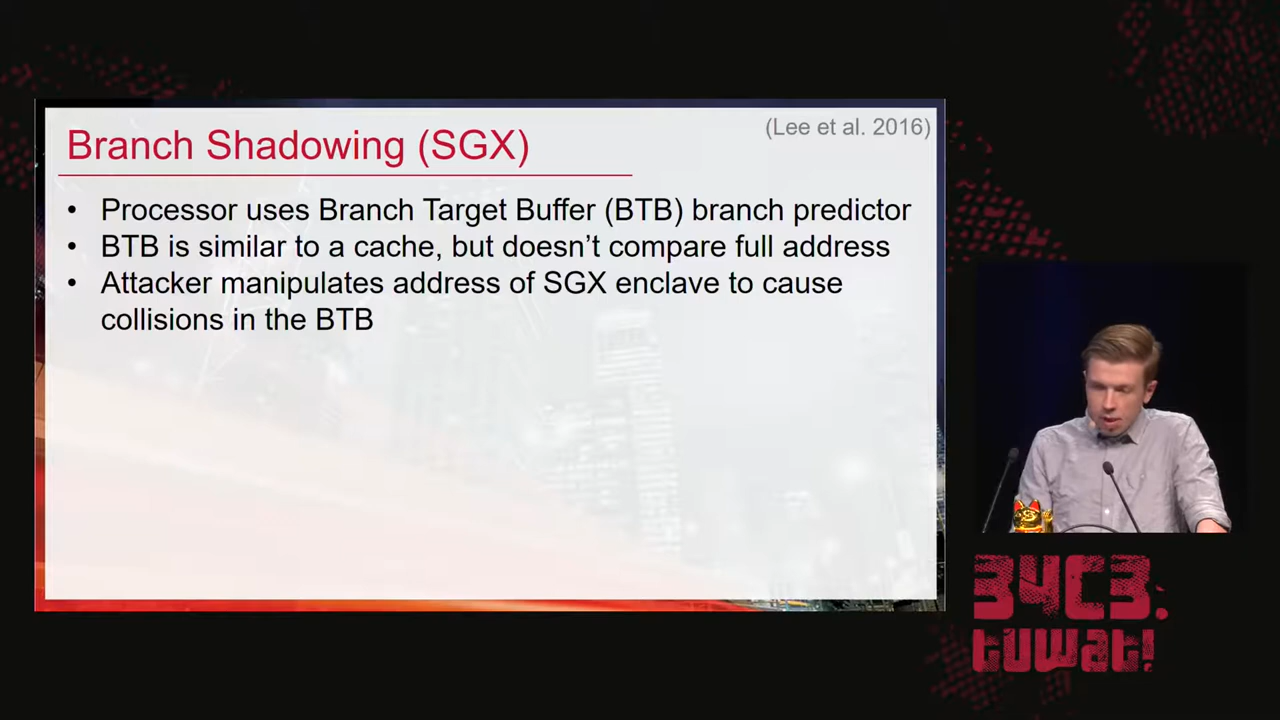 Branch Shadowing (SGX)
(Lee et al. 2016)
• Processor uses Branch Target Buffer (BTB) branch predictor
• BTB is similar to a cache, but doesn’t compare full address
• Attacker manipulates address of SGX enclave to cause
collisions in the BTB
34C3.
tuwat!